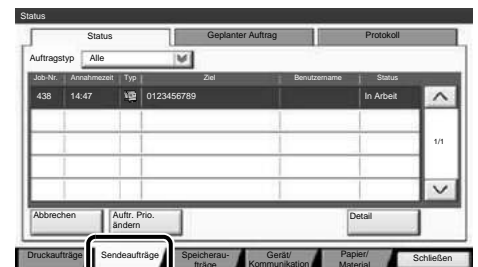 Status
Status Geplanter Auftrag Protokoll
Auftragstyp Alle
Job-Nr. Annahmezeit Typ Ziel Benutzername Status
438 14:47 0123456789 In Arbeit
1/1
Abbrechen Auftr. Prio. Detail
ändern
Druckaufträge Sendeaufträge Speicherau- Gerät/ Papier/ Schließen
fträge Kommunikation Material